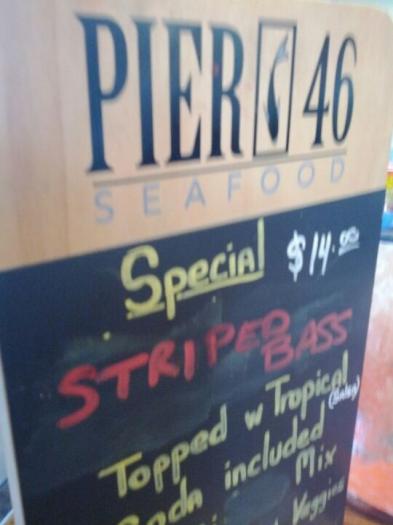 PIER 46
SEAFOOD
Special $14.00
STRIPED
BASS
Topped w Tropical
(Salsa)
Soda included
Mix
Veggies